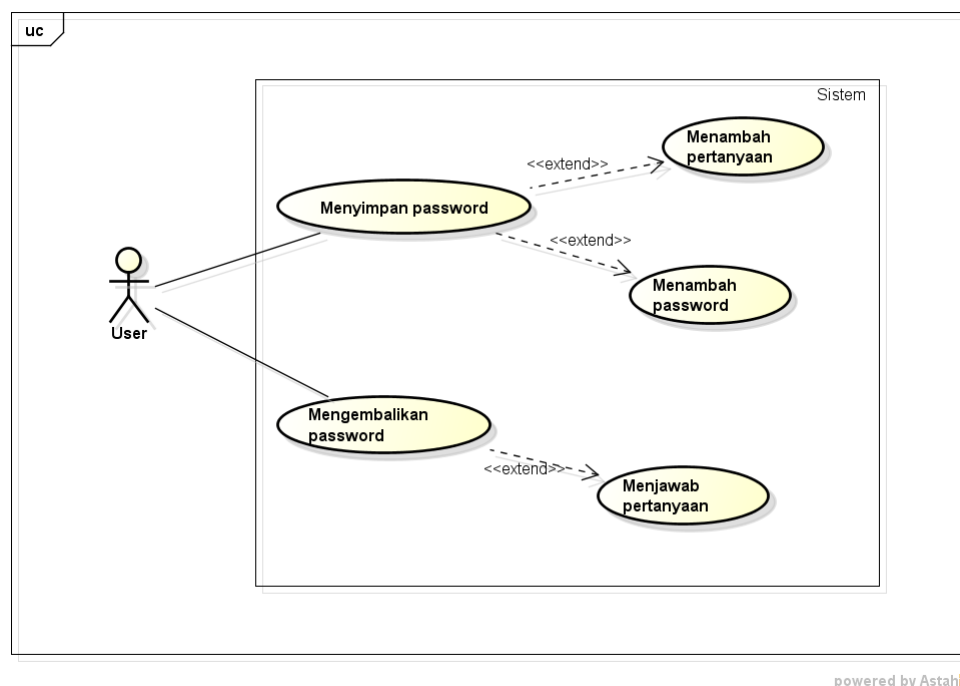 uc
Sistem
Menambah
pertanyaan
<<extend>>
Menyimpan password
<<extend>>
Menambah
password
User
Mengembalikan
password
<<extend>>
Menjawab
pertanyaan
powered by Astah